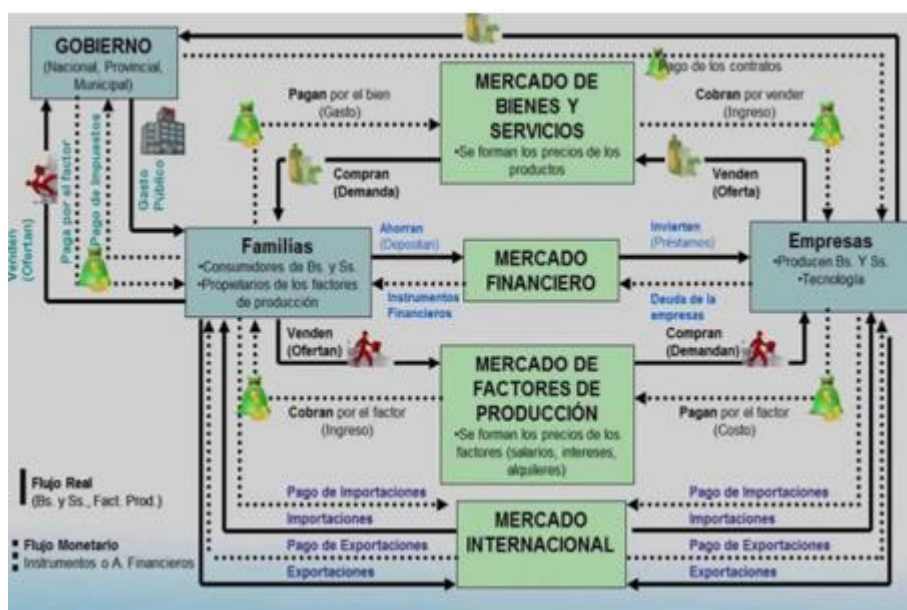 GOBIERNO
(Nacional, Provincial,
Municipal)
Pago de los contratos
MERCADO DE
BIENES Y
SERVICIOS
•Se forman los precios de los
productos
Pagan por el bien
(Gasto)
Cobran por vender
(Ingreso)
Compran
(Demanda)
Venden
(Oferta)
Venden
(Ofertan)
Paga por el factor
Pago de Impuestos
Gasto
Público
Familias
•Consumidores de Bs. y Ss.
•Propietarios de los factores
de producción
Ahorran
(Depositan)
MERCADO
FINANCIERO
Invierten
(Préstamos)
Empresas
•Producen Bs. Y Ss.
•Tecnología
Instrumentos
Financieros
Deuda de la
empresas
Venden
(Ofertan)
Compran
(Demandan)
MERCADO DE
FACTORES DE
PRODUCCIÓN
•Se forman los precios de los
factores (salarios, intereses,
alquileres)
Cobran por el factor
(Ingreso)
Pagan por el factor
(Costo)
Flujo Real
(Bs. y Ss., Fact. Prod.)
Flujo Monetario
Instrumentos o A. Financieros
Pago de Importaciones
Importaciones
Pago de Exportaciones
Exportaciones
MERCADO
INTERNACIONAL
Pago de Importaciones
Importaciones
Pago de Exportaciones
Exportaciones